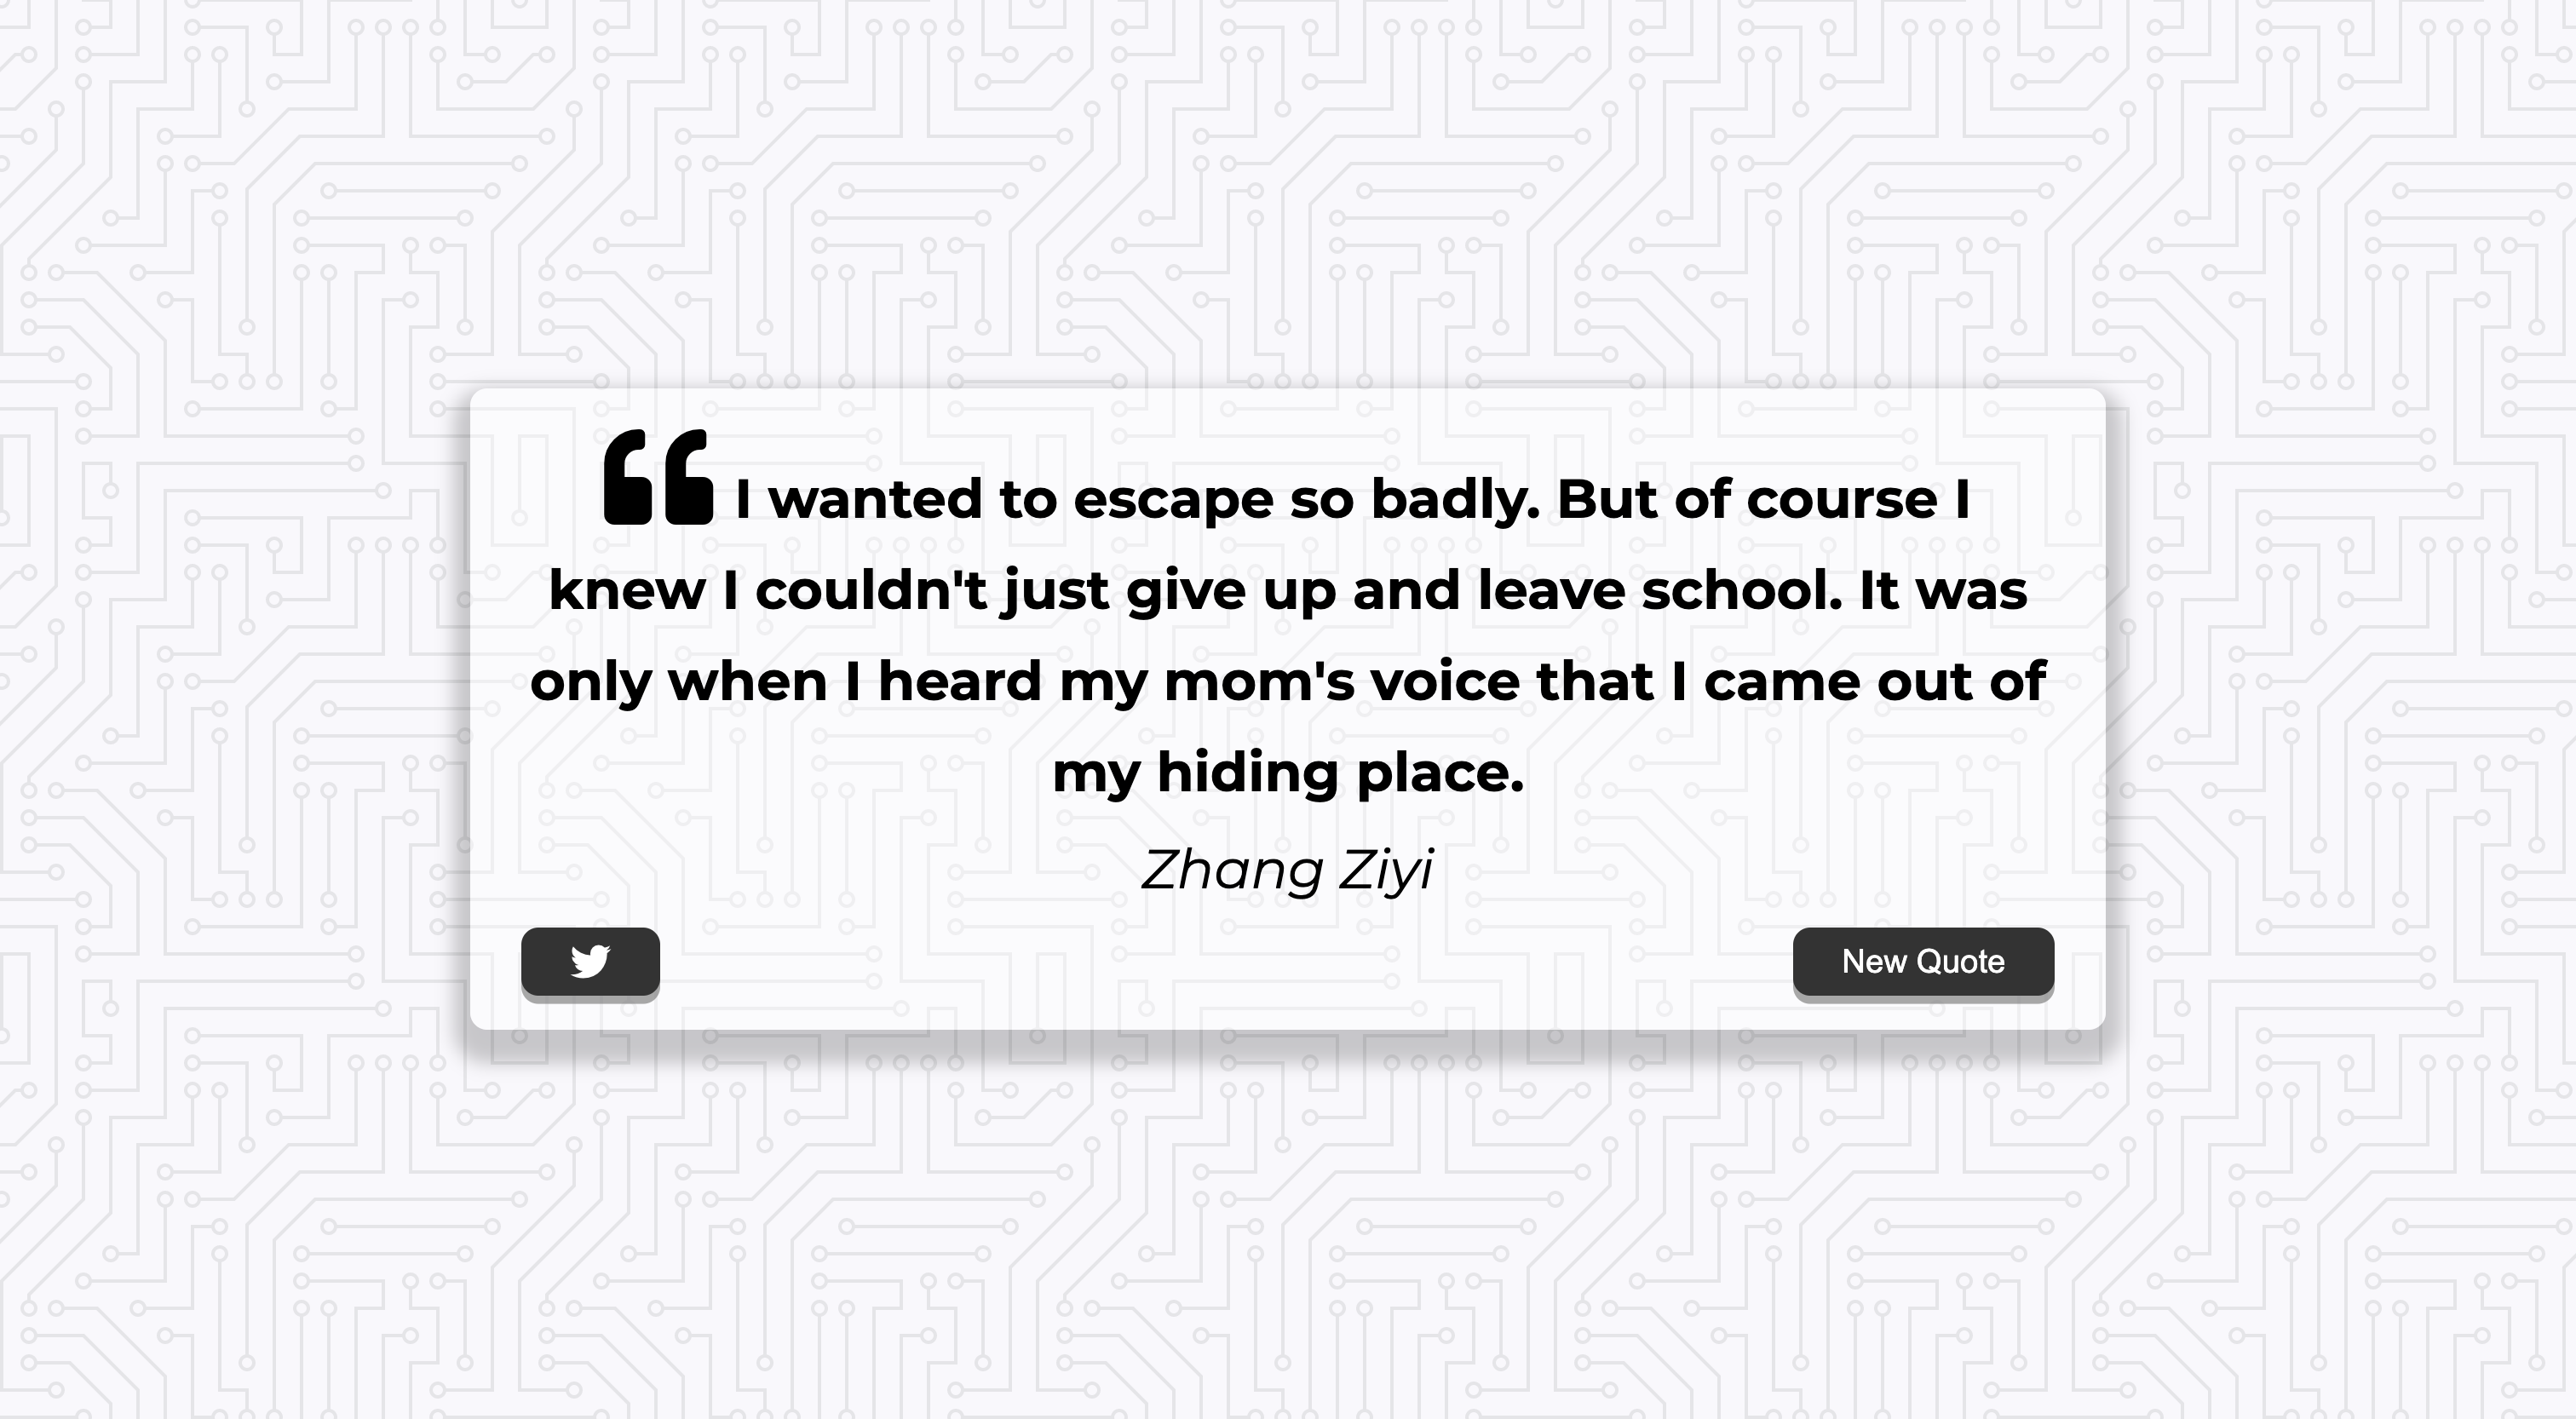 I wanted to escape so badly. But of course I
knew I couldn't just give up and leave school. It was
only when I heard my mom's voice that I came out of
my hiding place.
Zhang Ziyi
New Quote